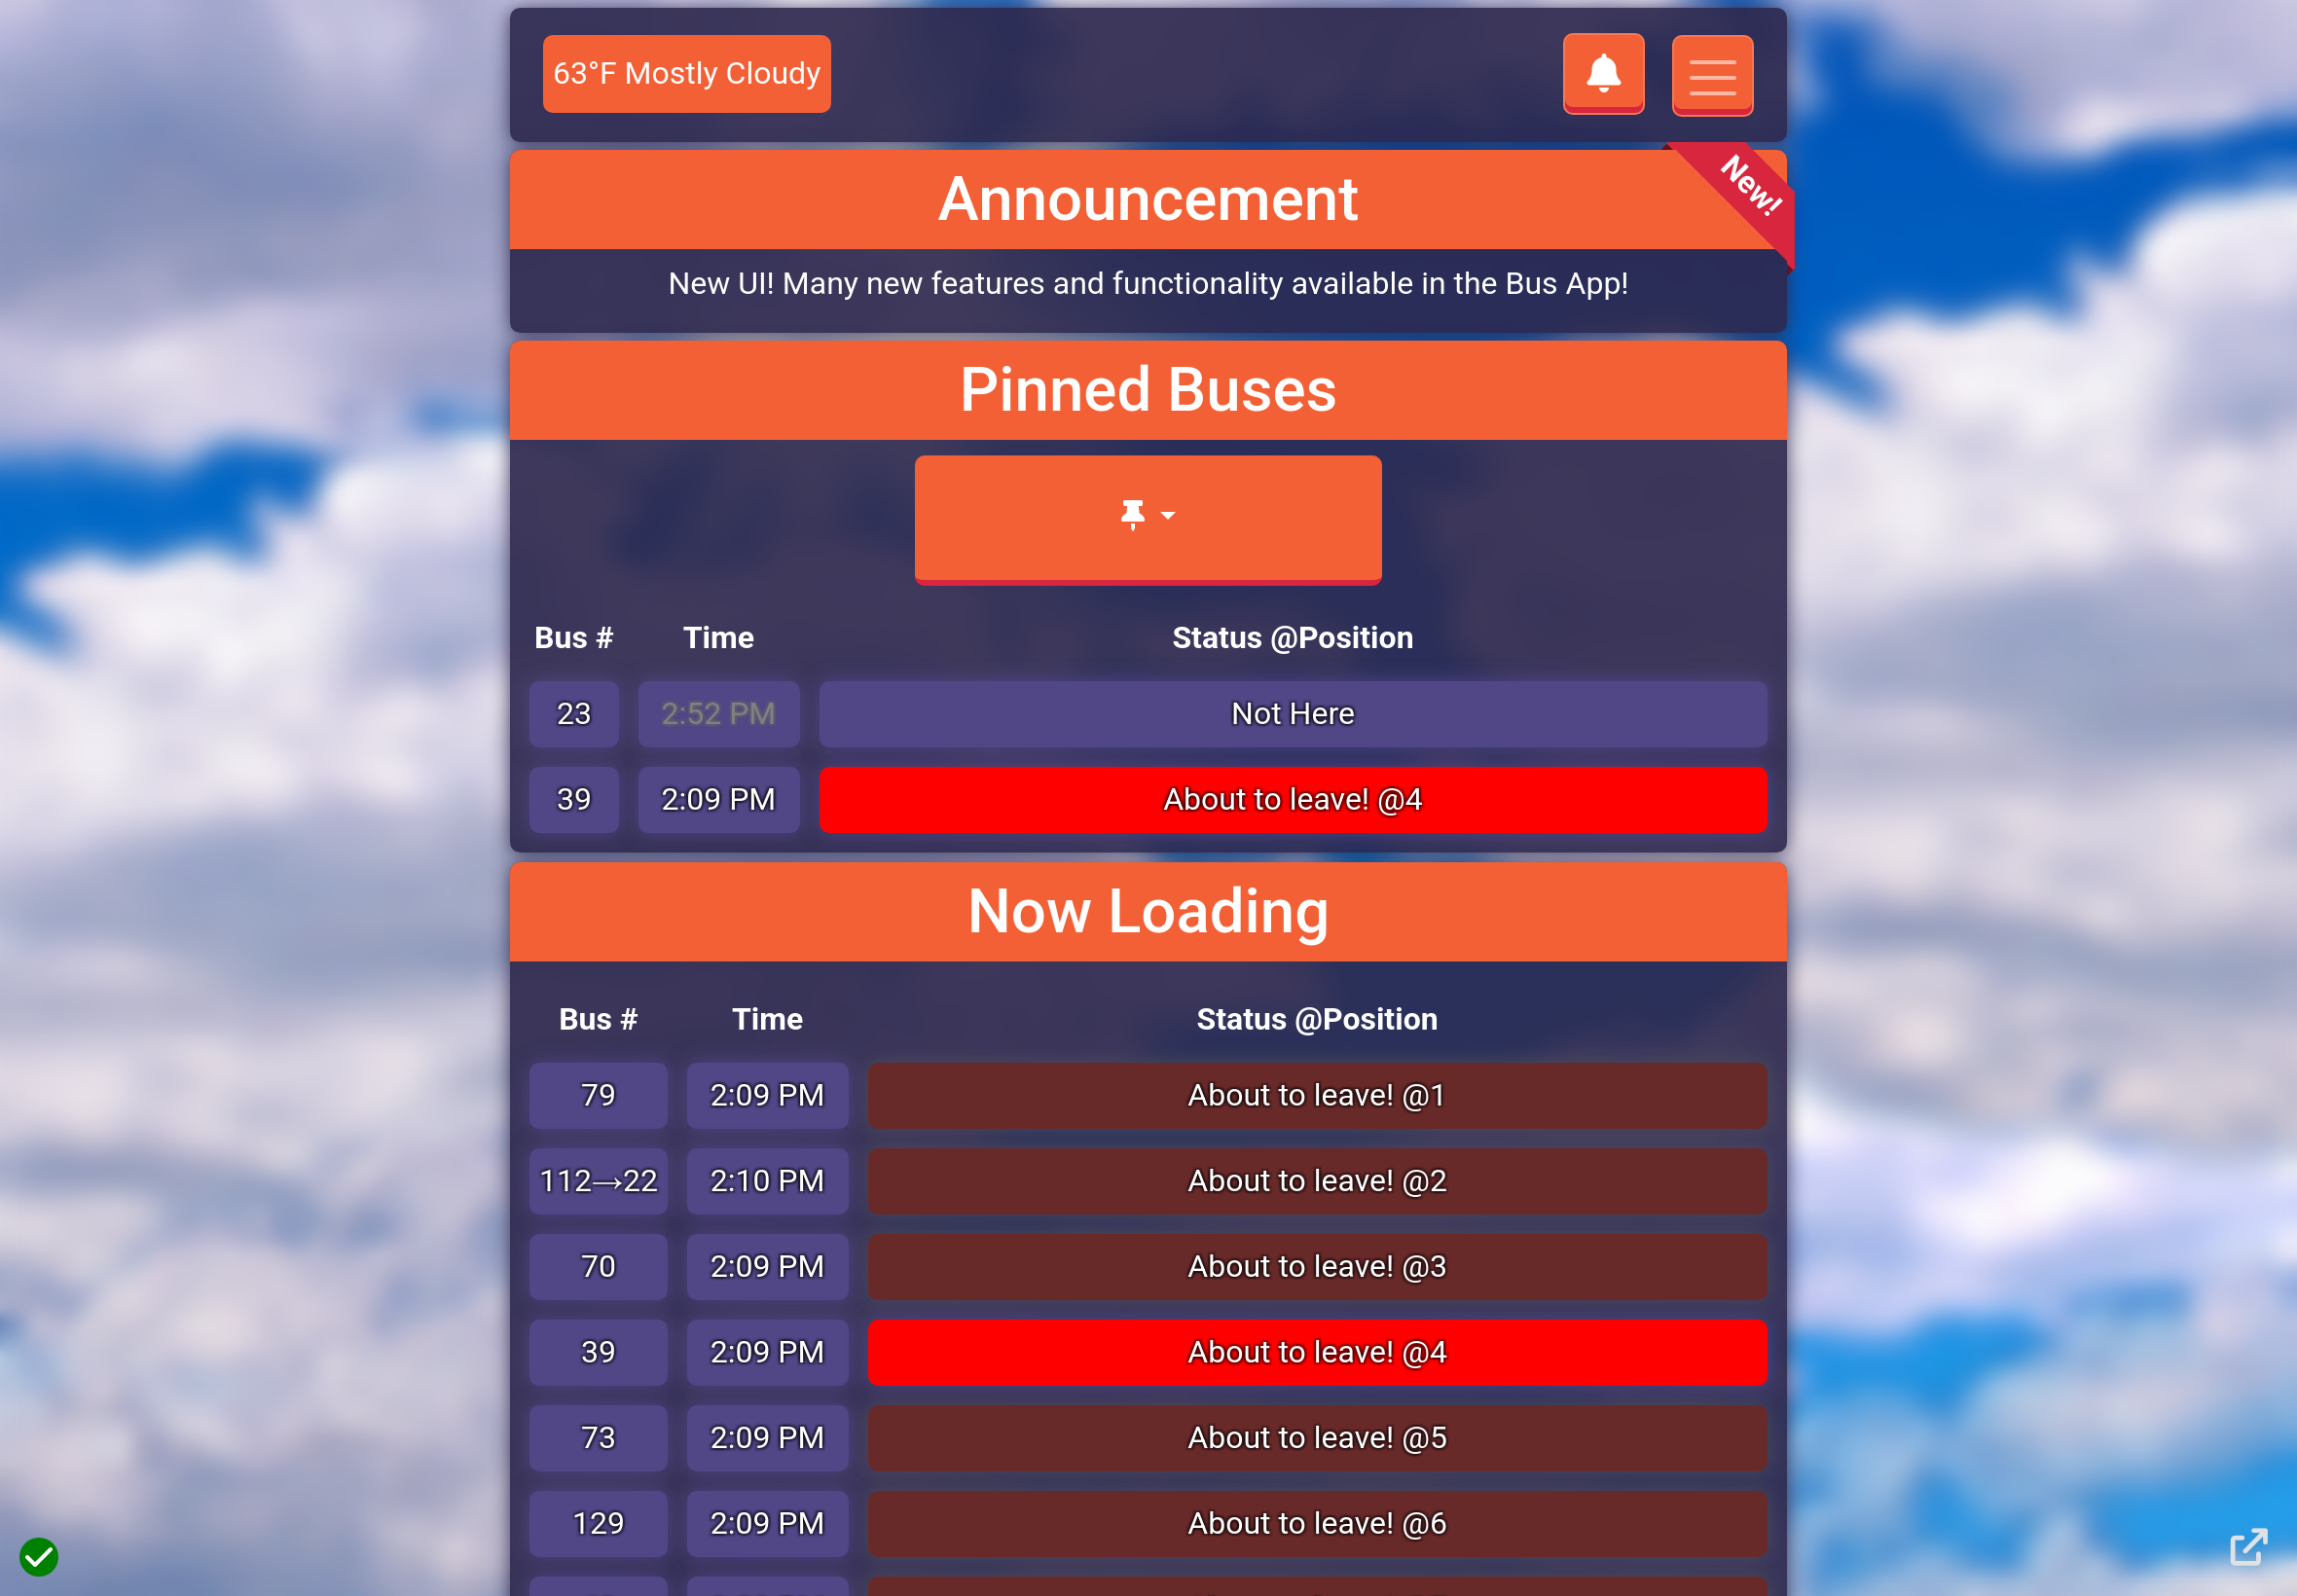 63°F Mostly Cloudy
Announcement
New!
New UI! Many new features and functionality available in the Bus App!
Pinned Buses
Bus # Time Status @Position
23 2:52 PM Not Here
39 2:09 PM About to leave! @4
Now Loading
Bus # Time Status @Position
79 2:09 PM About to leave! @1
112→22 2:10 PM About to leave! @2
70 2:09 PM About to leave! @3
39 2:09 PM About to leave! @4
73 2:09 PM About to leave! @5
129 2:09 PM About to leave! @6